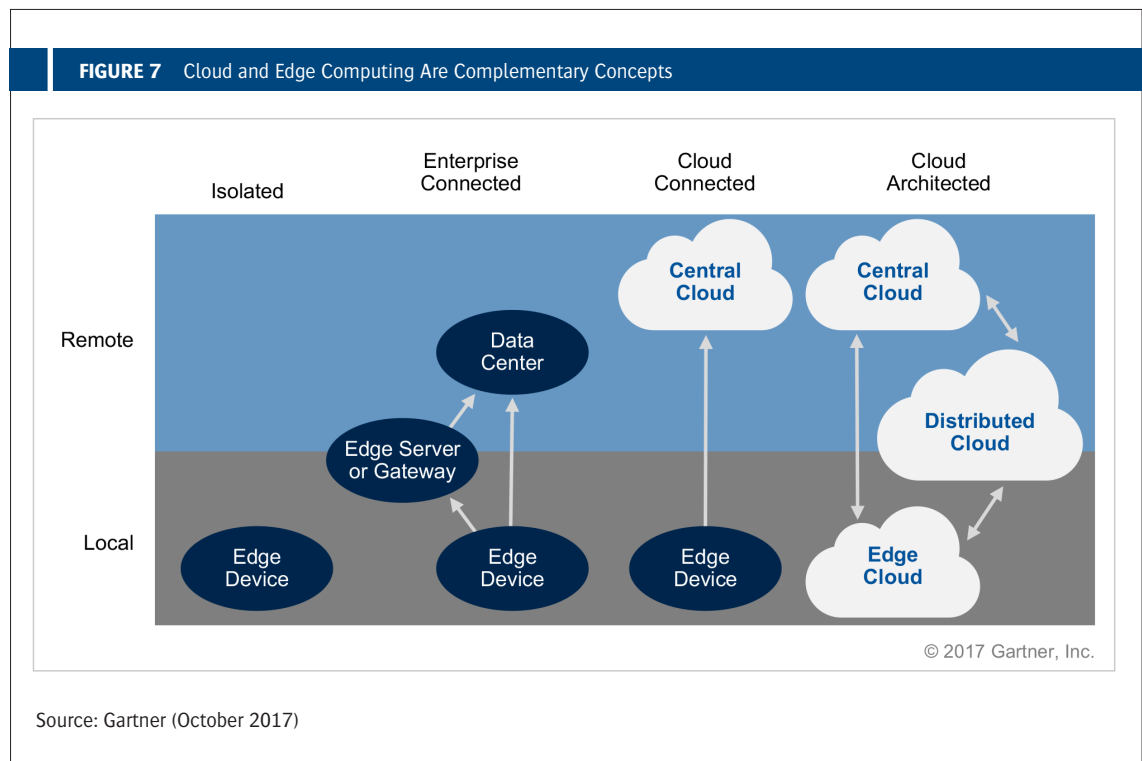 FIGURE 7 Cloud and Edge Computing Are Complementary Concepts
Isolated
Enterprise
Connected
Cloud
Connected
Cloud
Architected
Remote
Local
Edge
Device
Data
Center
Edge Server
or Gateway
Edge
Device
Central
Cloud
Edge
Device
Central
Cloud
Distributed
Cloud
Edge
Cloud
© 2017 Gartner, Inc.
Source: Gartner (October 2017)